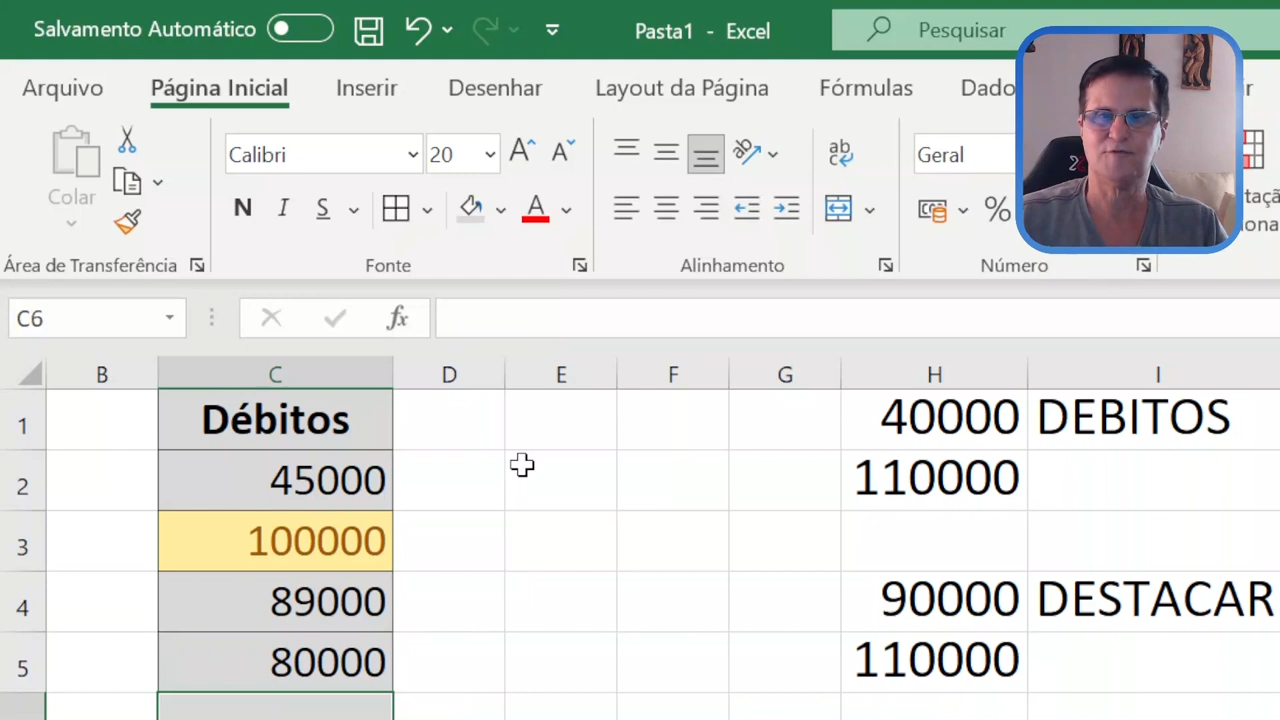 Salvamento Automático
Pasta1 - Excel
Pesquisar
Arquivo
Página Inicial
Inserir
Desenhar
Layout da Página
Fórmulas
Dado
Colar
Calibri
20
N I S
A
ab
c
Geral
%
Área de Transferência
Fonte
Alinhamento
Número
C6
fx
B C D E F G H I
1 Débitos 40000 DEBITOS
2 45000 110000
3 100000
4 89000 90000 DESTACAR
5 80000 110000